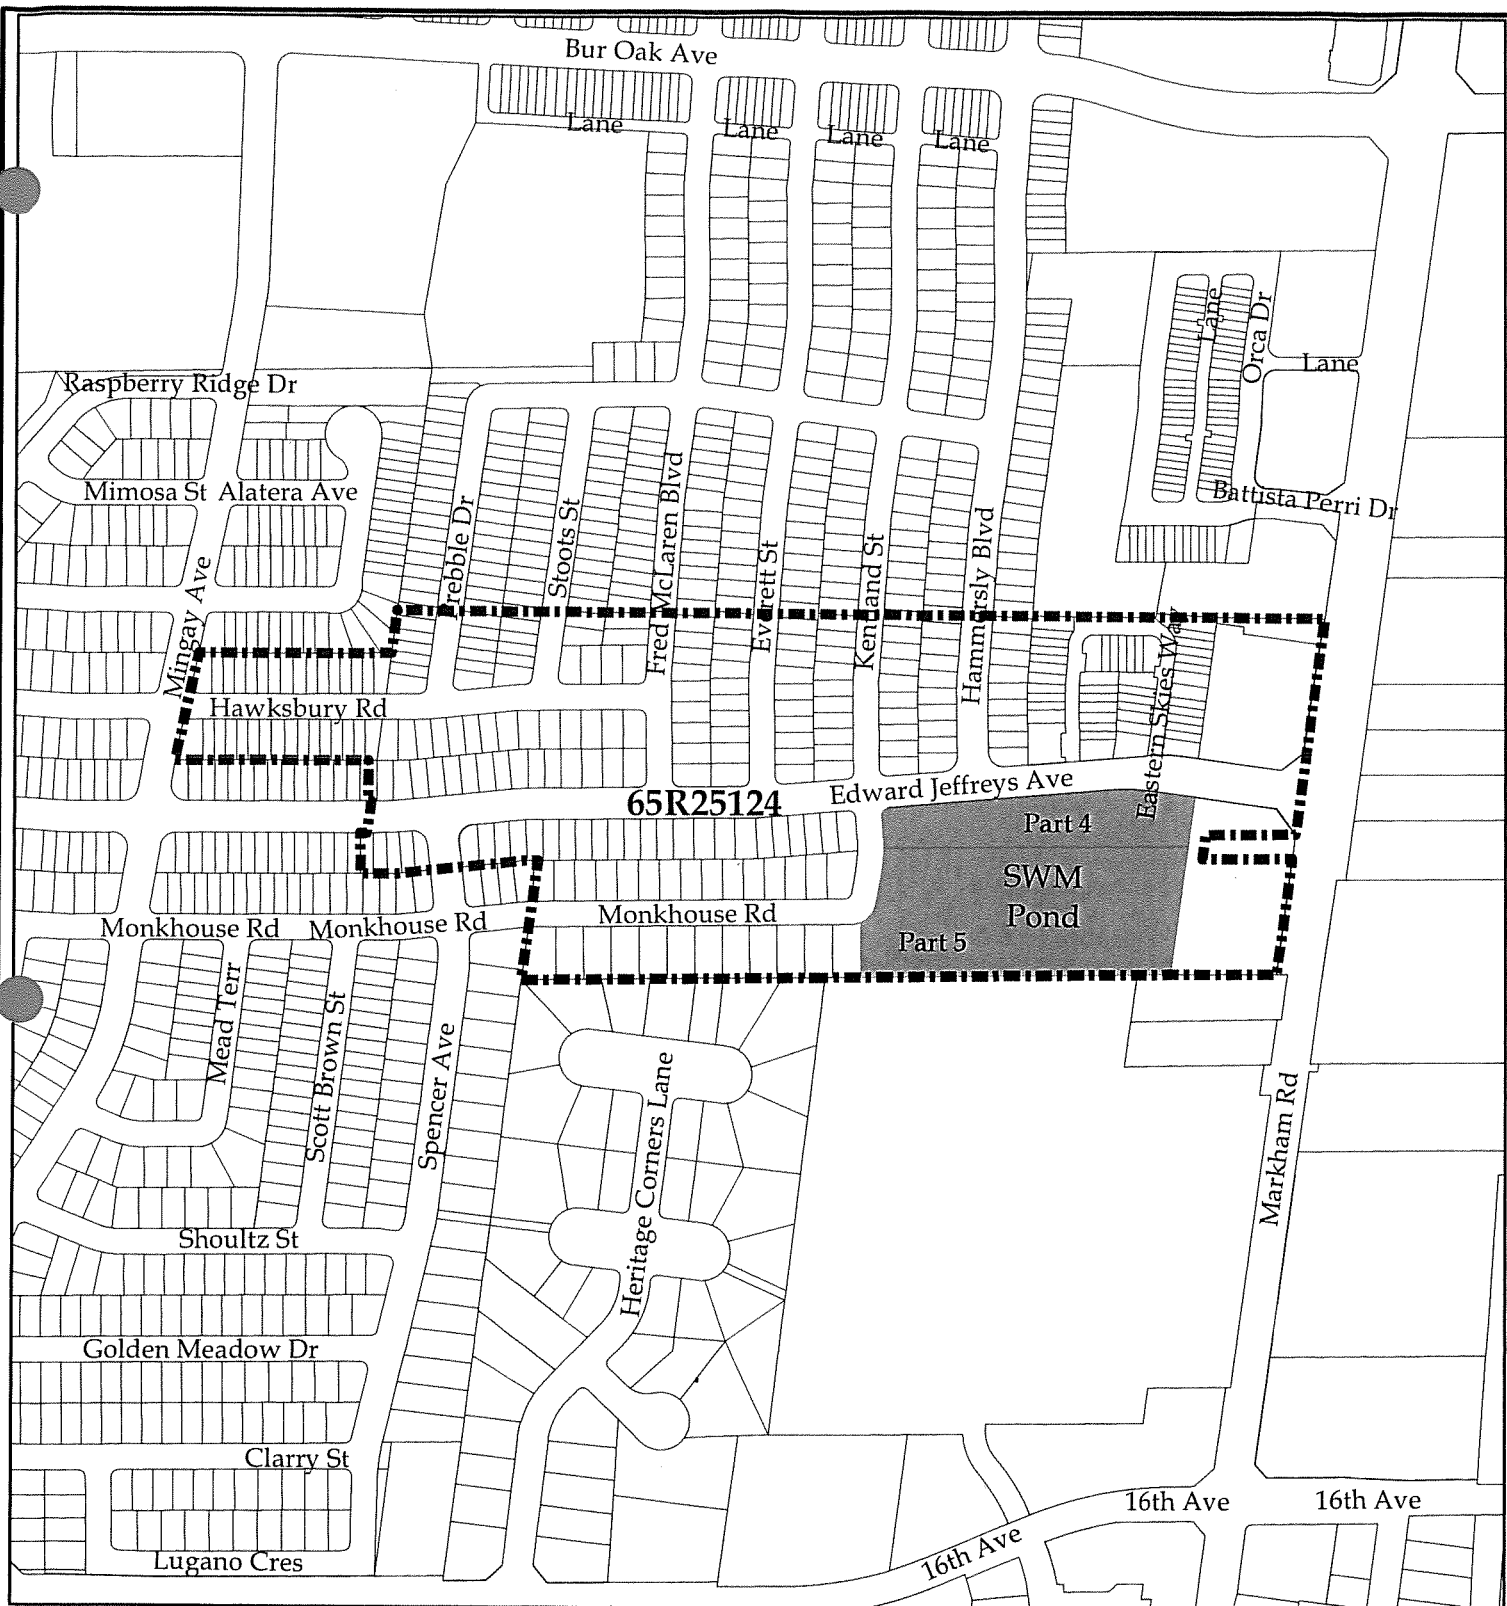 Bur Oak Ave
Lane
Lane
Lane
Lane
Lane
Orca Dr
Lane
Raspberry Ridge Dr
Mimosa St
Alatera Ave
Battista Perri Dr
Mingay Ave
Trebble Dr
Stoots St
Fred McLaren Blvd
Everett St
Kentland St
Hammersly Blvd
Eastern Skies Way
Hawksbury Rd
65R25124
Edward Jeffreys Ave
Part 4
SWM
Pond
Part 5
Monkhouse Rd
Monkhouse Rd
Monkhouse Rd
Mead Terr
Scott Brown St
Spencer Ave
Heritage Corners Lane
Markham Rd
Shoultz St
Golden Meadow Dr
Clarry St
Lugano Cres
16th Ave
16th Ave
16th Ave